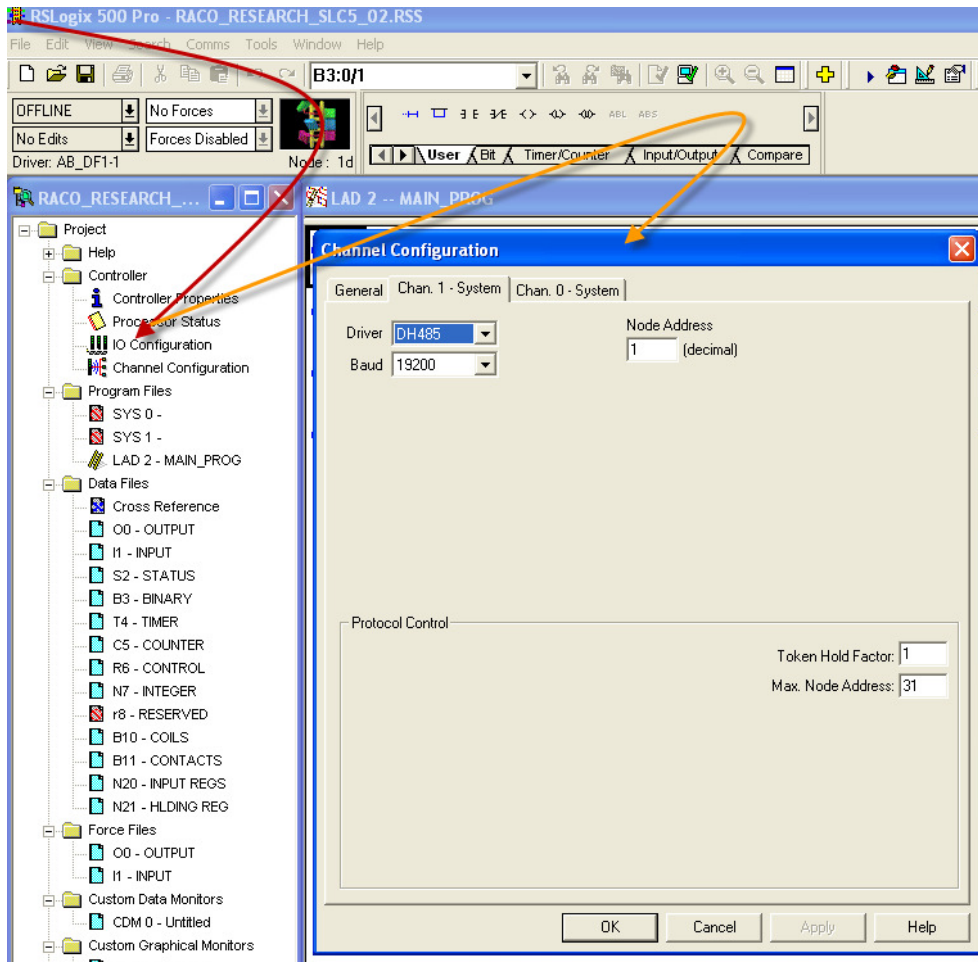 RSLogix 500 Pro - RACO_RESEARCH_SLC5_02.RSS
File Edit View Search Comms Tools Window Help
B3:0/1
OFFLINE No Forces
No Edits Forces Disabled
Driver: AB_DF1-1 Node : 1d
ABL ABS
User Bit Timer/Counter Input/Output Compare
RACO_RESEARCH_...
LAD 2 -- MAIN_PROG
Project
Help
Controller
Controller Properties
Processor Status
IO Configuration
Channel Configuration
Program Files
SYS 0 -
SYS 1 -
LAD 2 - MAIN_PROG
Data Files
Cross Reference
O0 - OUTPUT
I1 - INPUT
S2 - STATUS
B3 - BINARY
T4 - TIMER
C5 - COUNTER
R6 - CONTROL
N7 - INTEGER
r8 - RESERVED
B10 - COILS
B11 - CONTACTS
N20 - INPUT REGS
N21 - HLDING REG
Force Files
O0 - OUTPUT
I1 - INPUT
Custom Data Monitors
CDM 0 - Untitled
Custom Graphical Monitors
Channel Configuration
General Chan. 1 - System Chan. 0 - System
Driver DH485
Baud 19200
Node Address
1 (decimal)
Protocol Control
Token Hold Factor: 1
Max. Node Address: 31
OK Cancel Apply Help